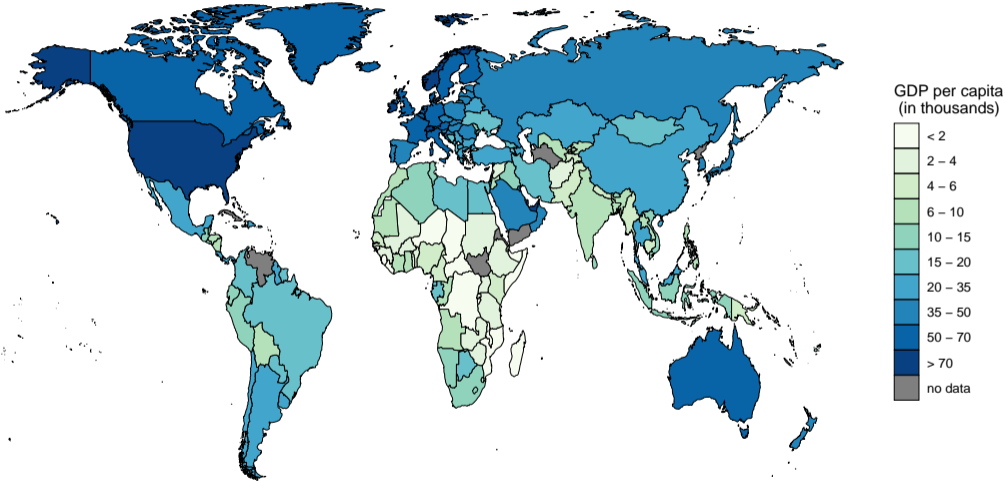 GDP per capita
(in thousands)
< 2
2 – 4
4 – 6
6 – 10
10 – 15
15 – 20
20 – 35
35 – 50
50 – 70
> 70
no data